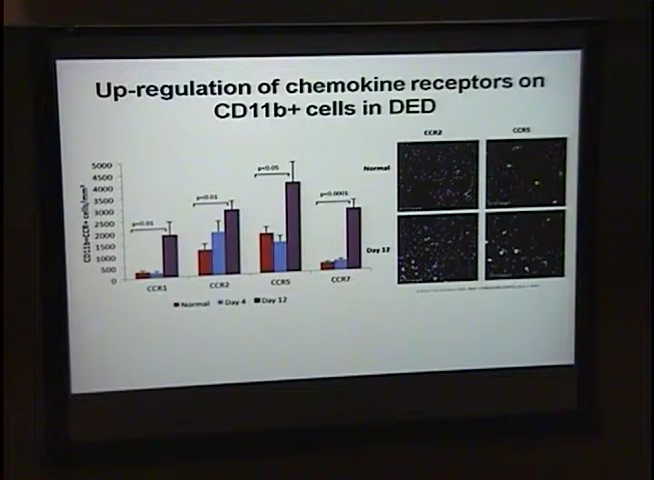 Up-regulation of chemokine receptors on
CD11b+ cells in DED
CCR2 CCR5
Normal
Day 12
CD11b+CCR+ cells/mm²
5000
4500
4000
3500
3000
2500
2000
1500
1000
500
0
p<0.01
p<0.01
p<0.05
p<0.0001
CCR1 CCR2 CCR5 CCR7
Normal Day 4 Day 12